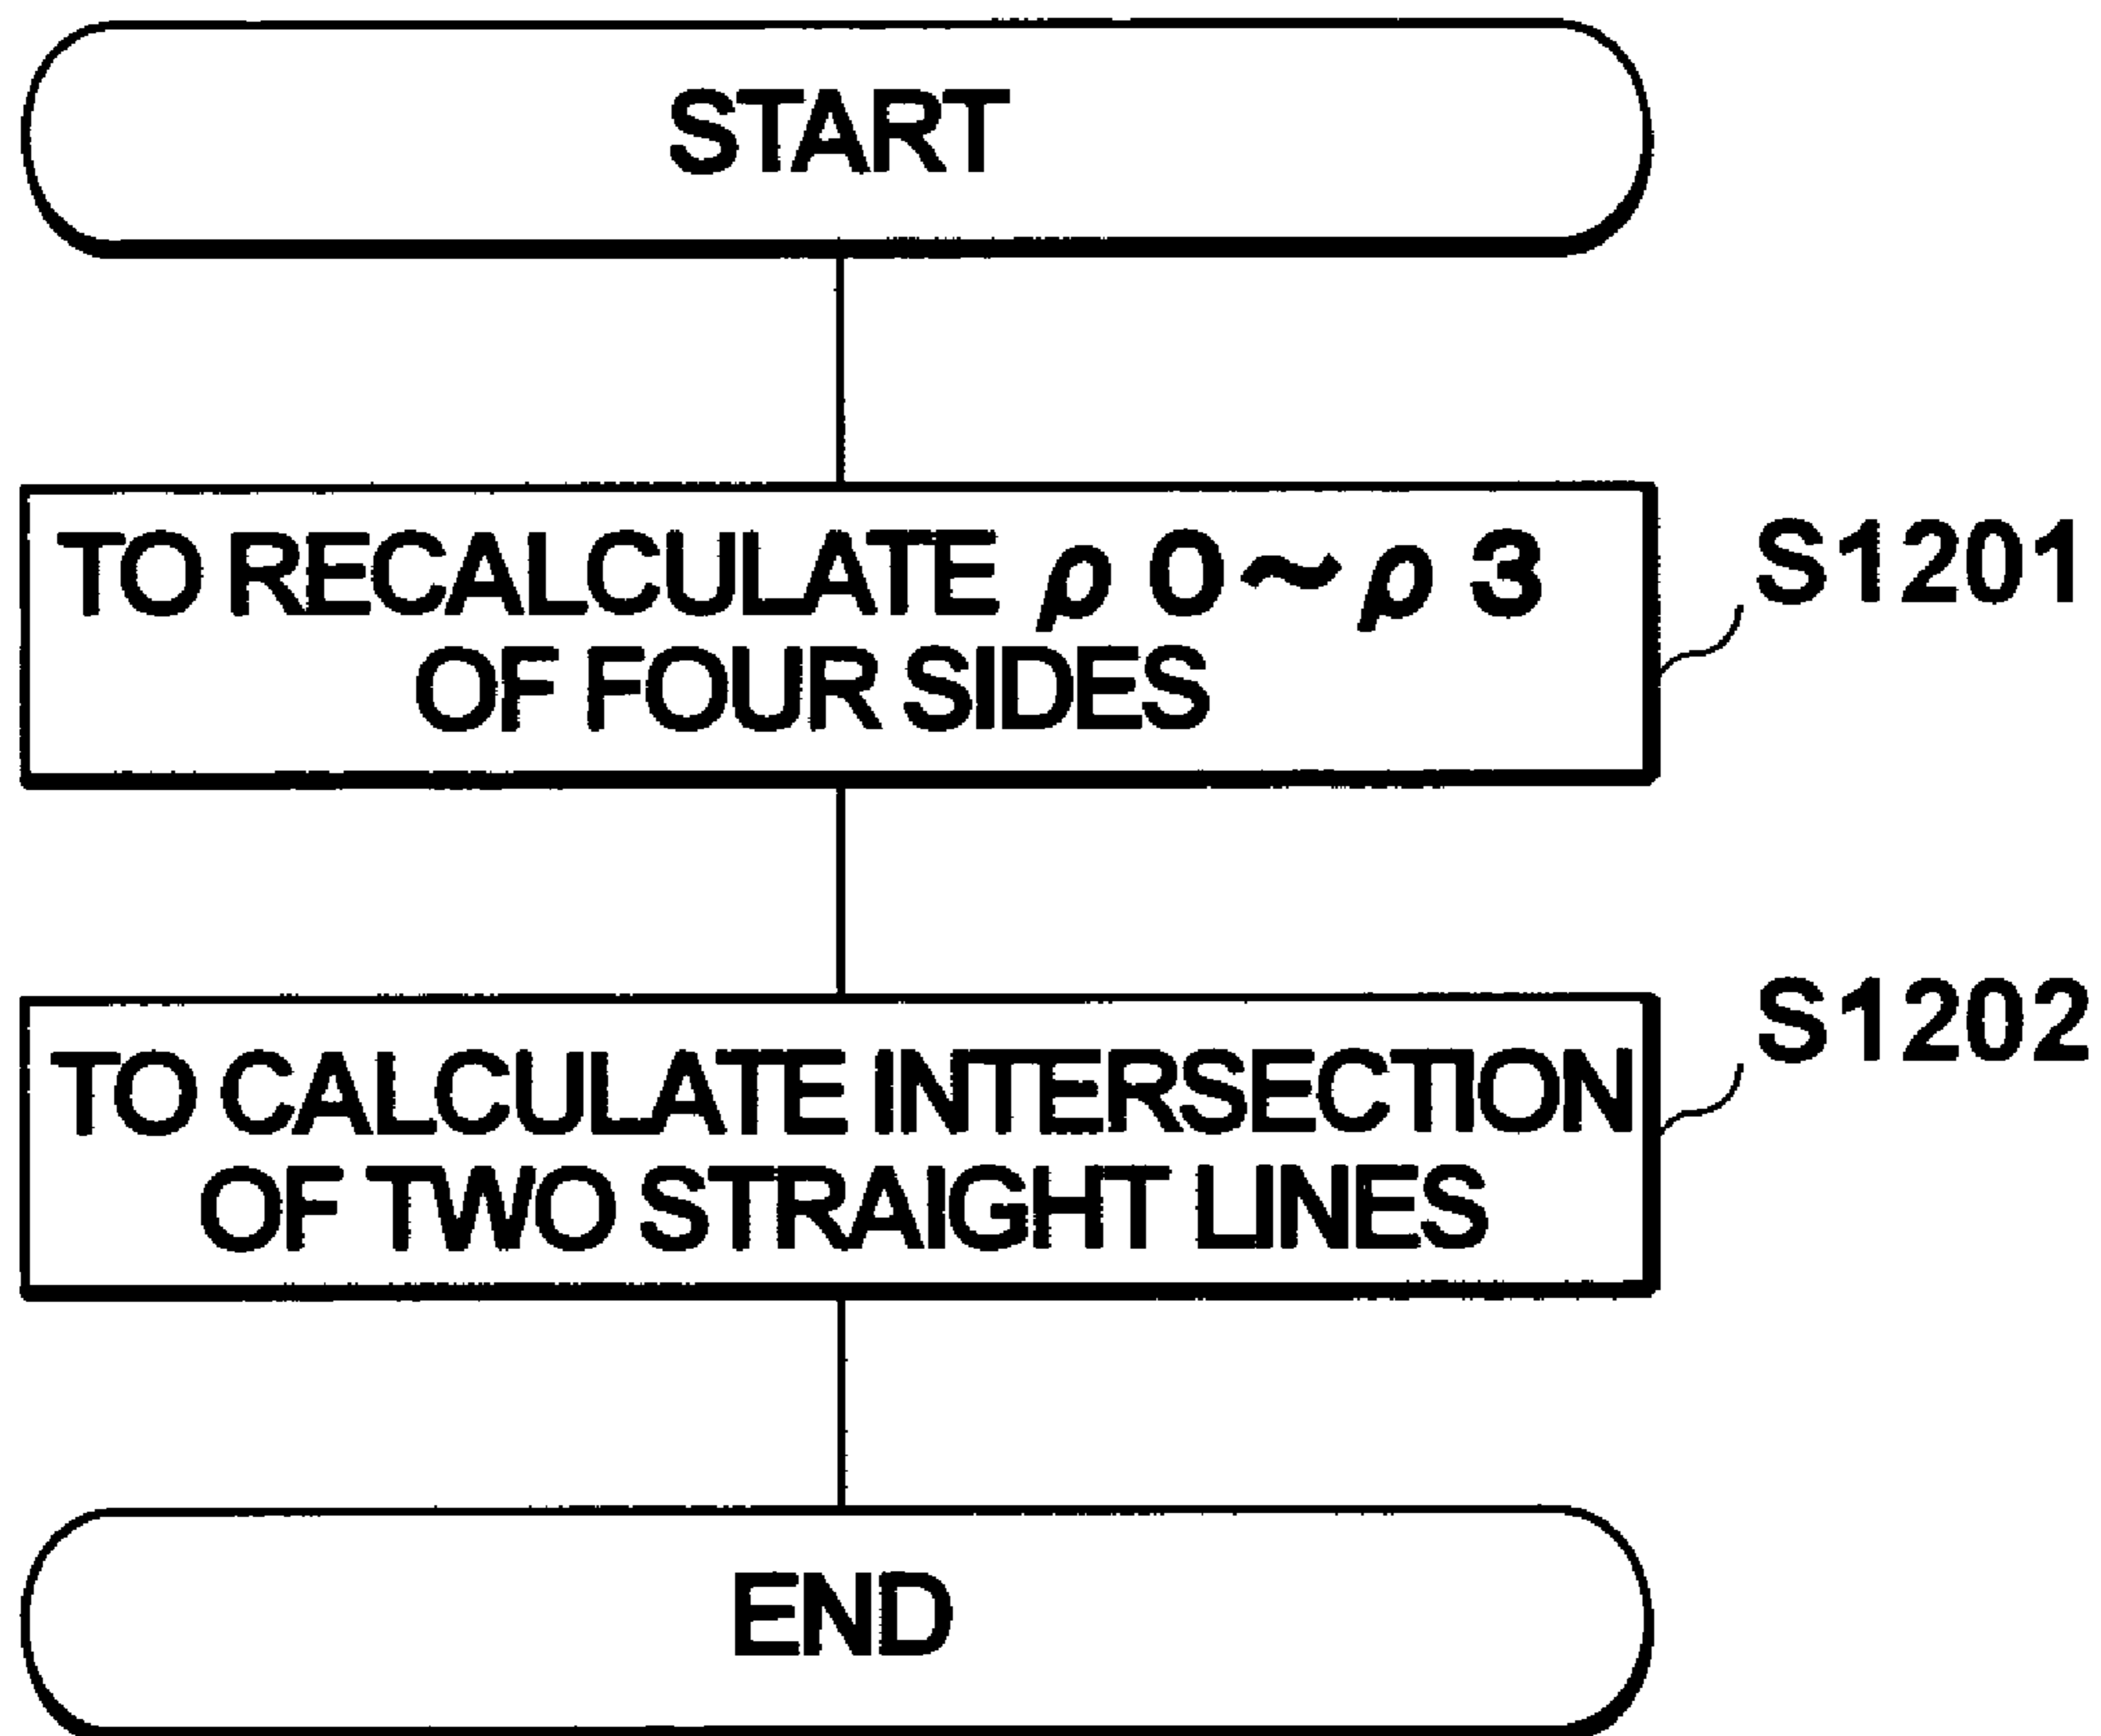 START
TO RECALCULATE ρ 0~ρ 3
OF FOUR SIDES
S1201
TO CALCULATE INTERSECTION
OF TWO STRAIGHT LINES
S1202
END